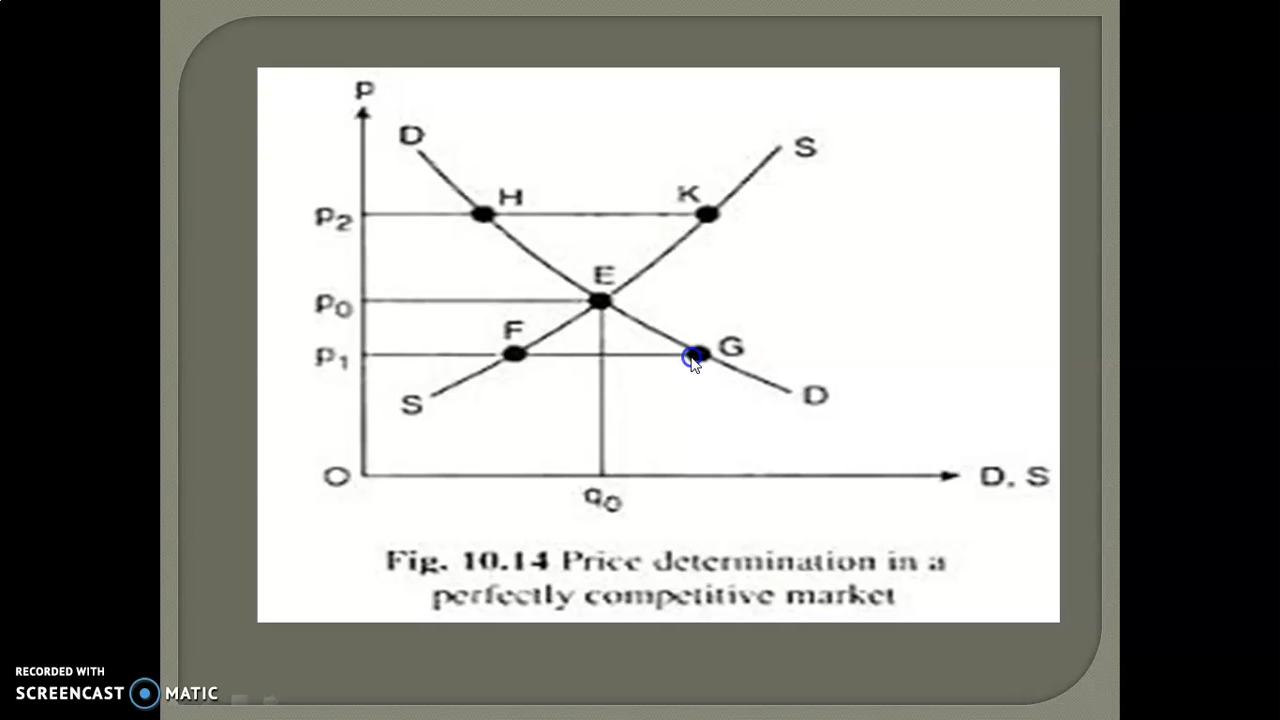 p
D
S
H
K
p2
E
p0
F
G
p1
D
S
O
D, S
q0
Fig. 10.14 Price determination in a
perfectly competitive market
RECORDED WITH
SCREENCAST MATIC